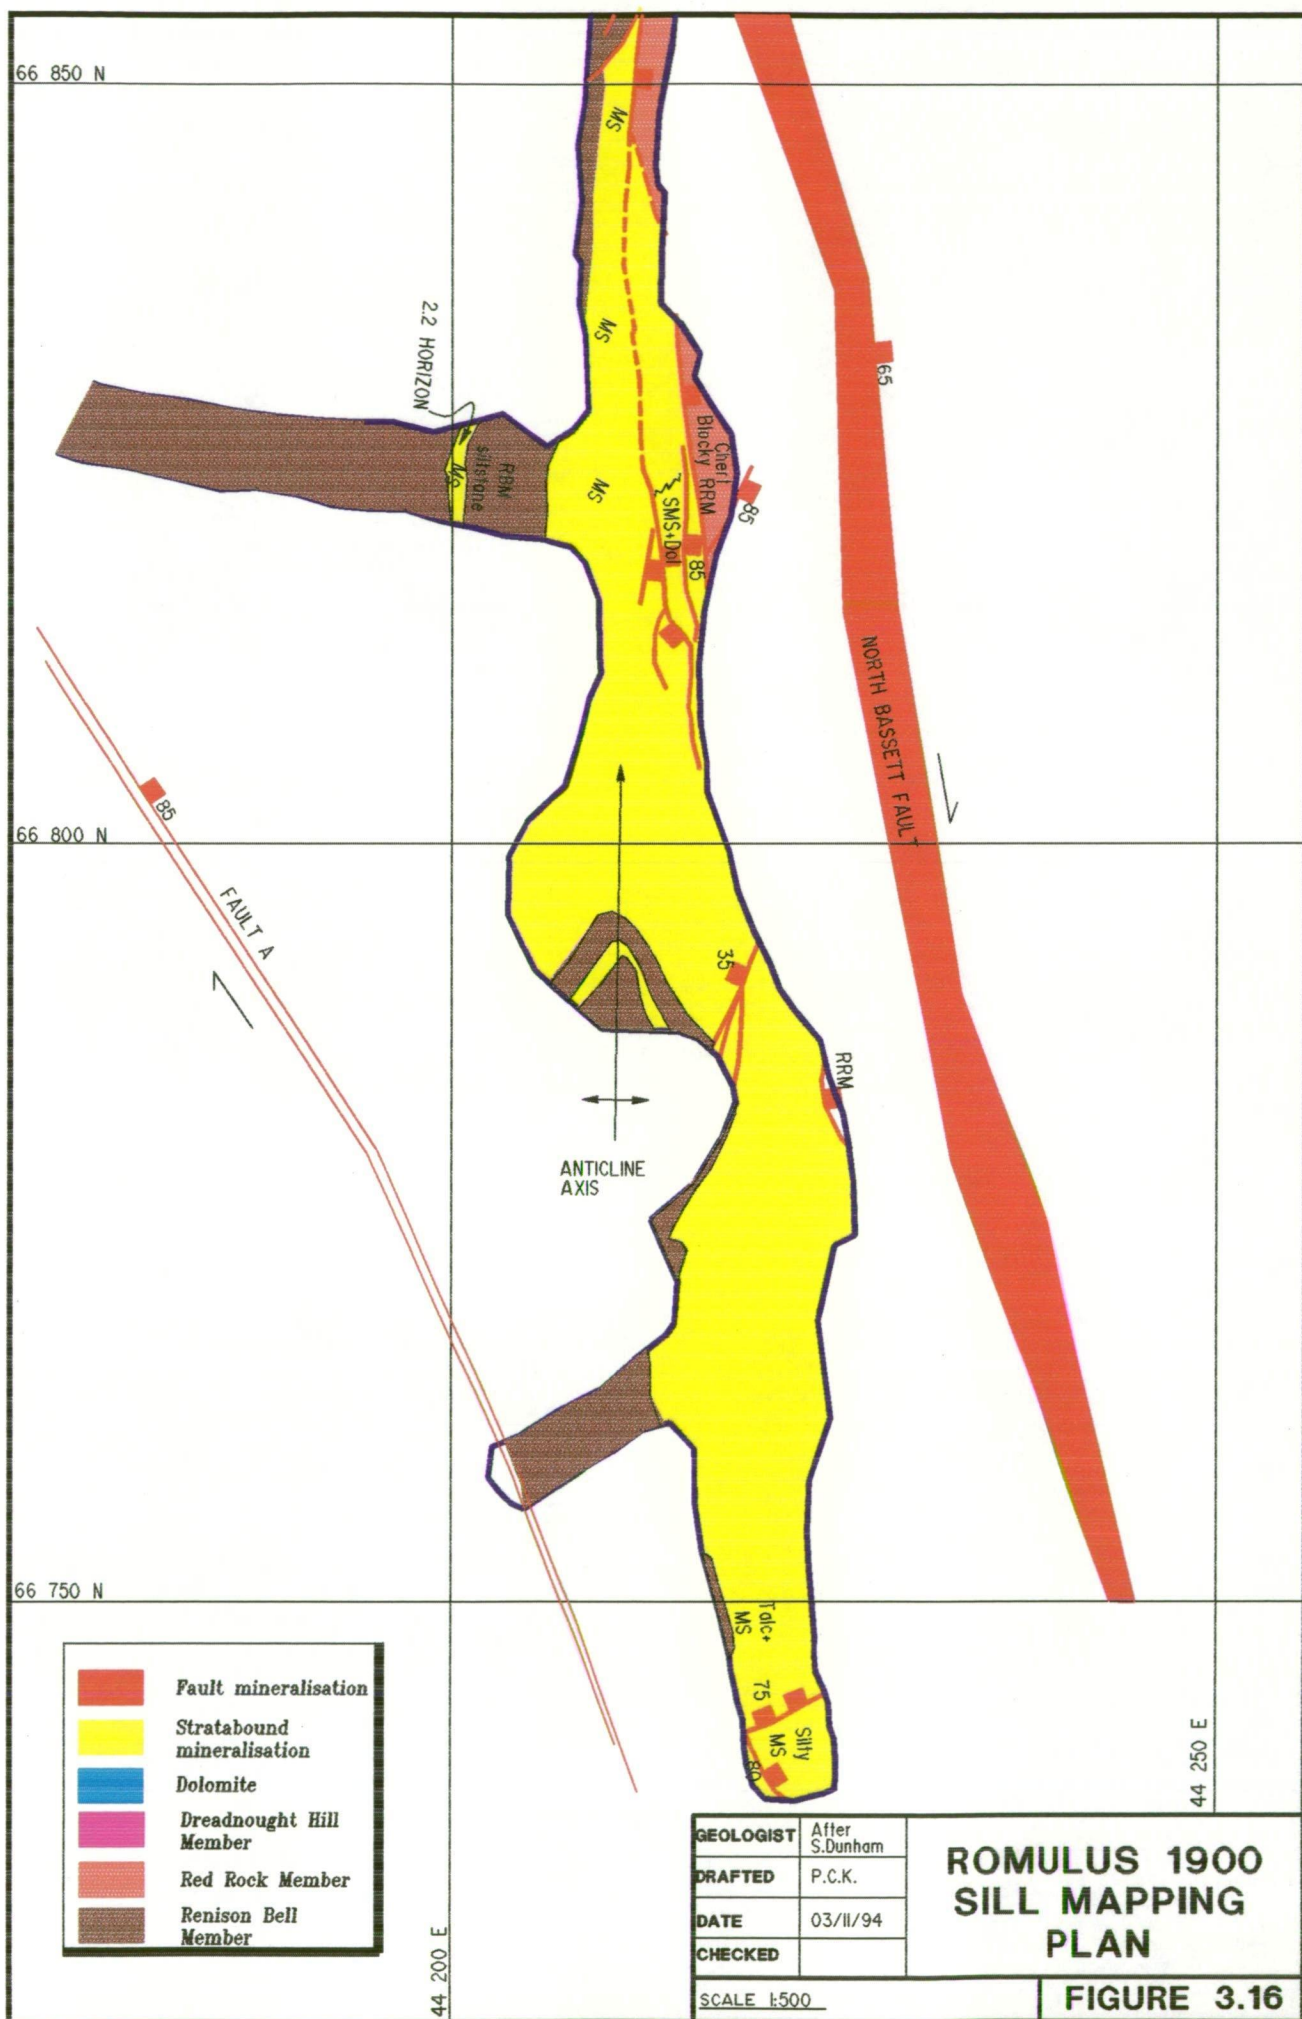 66 850 N
MS
65
2.2 HORIZON
MS
Chert
Blocky RRM
RBM
siltstone
MS
MS
SMS+Dol
85
85
NORTH BASSETT FAULT
85
66 800 N
FAULT A
35
RRM
ANTICLINE
AXIS
66 750 N
Talc+
MS
75
Silty
MS
80
44 250 E
44 200 E
Fault mineralisation
Stratabound
mineralisation
Dolomite
Dreadnought Hill
Member
Red Rock Member
Renison Bell
Member
GEOLOGIST After
S.Dunham
DRAFTED P.C.K.
DATE 03/11/94
CHECKED
SCALE 1:500
ROMULUS 1900
SILL MAPPING
PLAN
FIGURE 3.16